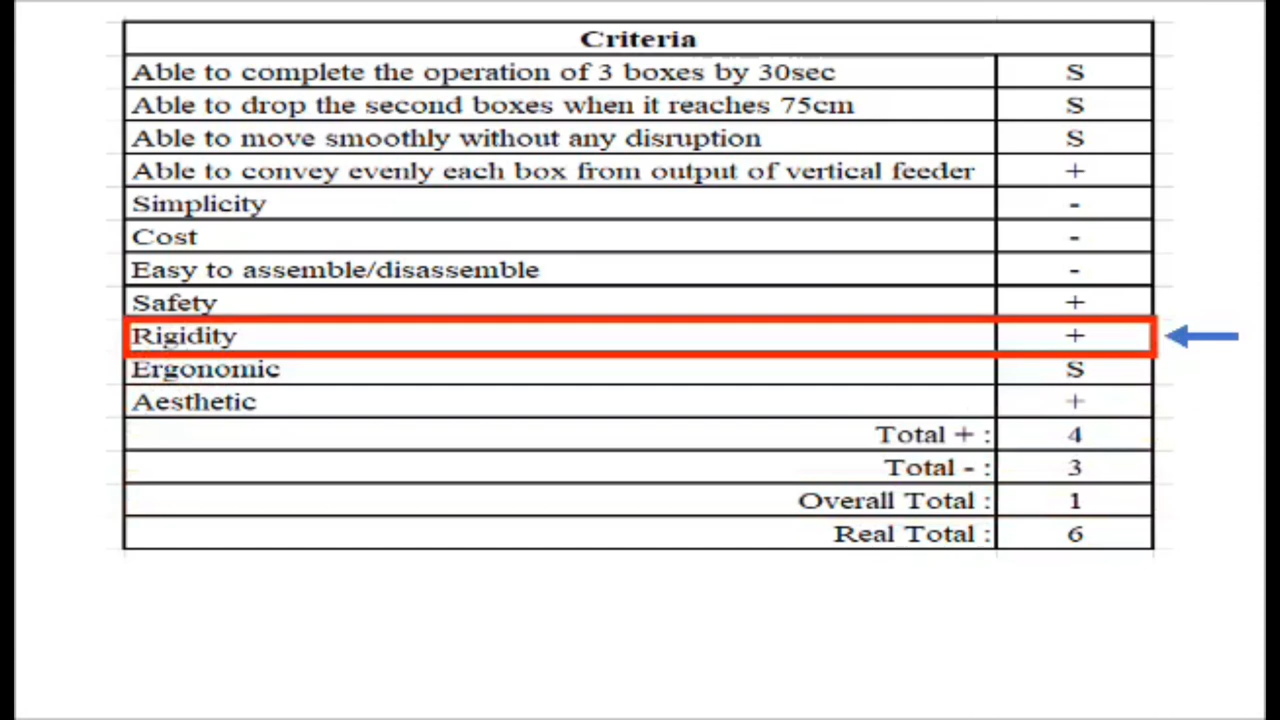 Criteria
Able to complete the operation of 3 boxes by 30sec S
Able to drop the second boxes when it reaches 75cm S
Able to move smoothly without any disruption S
Able to convey evenly each box from output of vertical feeder +
Simplicity -
Cost -
Easy to assemble/disassemble -
Safety +
Rigidity +
Ergonomic S
Aesthetic +
Total + : 4
Total - : 3
Overall Total : 1
Real Total : 6